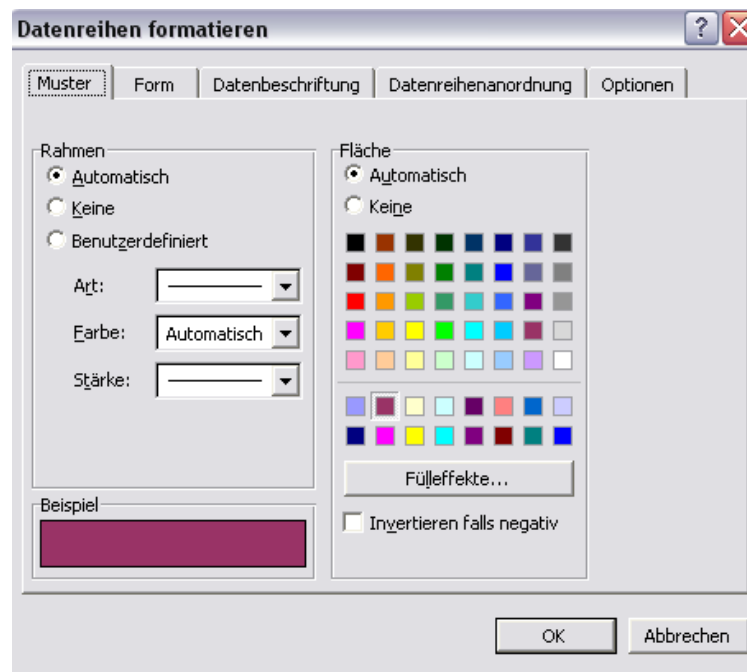 Datenreihen formatieren
Muster Form Datenbeschriftung Datenreihenanordnung Optionen
Rahmen
Automatisch
Keine
Benutzerdefiniert
Art:
Farbe: Automatisch
Stärke:
Beispiel
Fläche
Automatisch
Keine
Fülleffekte...
Invertieren falls negativ
OK Abbrechen